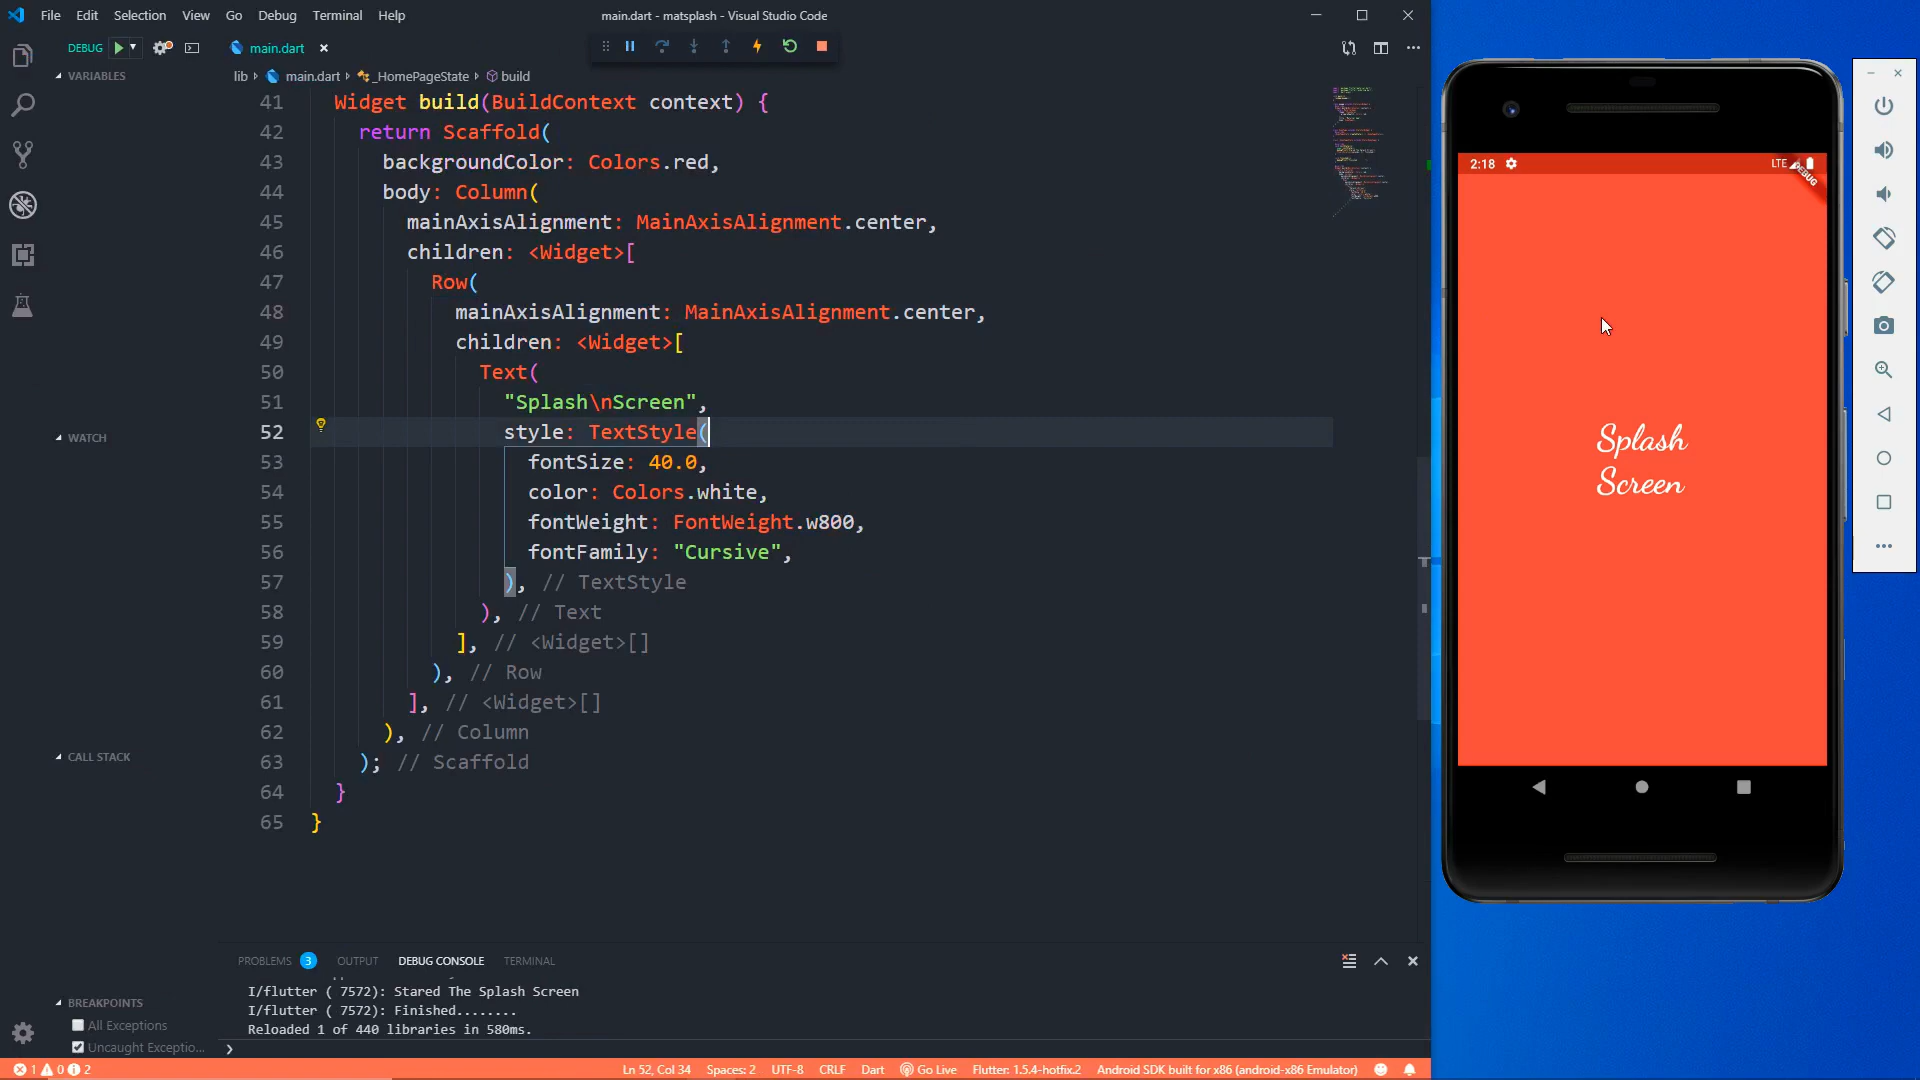 File Edit Selection View Go Debug Terminal Help
main.dart - matsplash - Visual Studio Code
DEBUG
main.dart
VARIABLES
lib main.dart _HomePageState build
41 Widget build(BuildContext context) {
42 return Scaffold(
43 backgroundColor: Colors.red,
44 body: Column(
45 mainAxisAlignment: MainAxisAlignment.center,
46 children: <Widget>[
47 Row(
48 mainAxisAlignment: MainAxisAlignment.center,
49 children: <Widget>[
50 Text(
51 "Splash\nScreen",
52 style: TextStyle(
53 fontSize: 40.0,
54 color: Colors.white,
55 fontWeight: FontWeight.w800,
56 fontFamily: "Cursive",
57 ), // TextStyle
58 ), // Text
59 ], // <Widget>[]
60 ), // Row
61 ], // <Widget>[]
62 ), // Column
63 ); // Scaffold
64 }
65 }
WATCH
CALL STACK
BREAKPOINTS
All Exceptions
Uncaught Exceptio...
PROBLEMS 3 OUTPUT DEBUG CONSOLE TERMINAL
I/flutter ( 7572): Stared The Splash Screen
I/flutter ( 7572): Finished........
Reloaded 1 of 440 libraries in 580ms.
1 0 2
Ln 52, Col 34 Spaces: 2 UTF-8 CRLF Dart Go Live Flutter: 1.5.4-hotfix.2 Android SDK built for x86 (android-x86 Emulator)
2:18 LTE
DEBUG
Splash
Screen